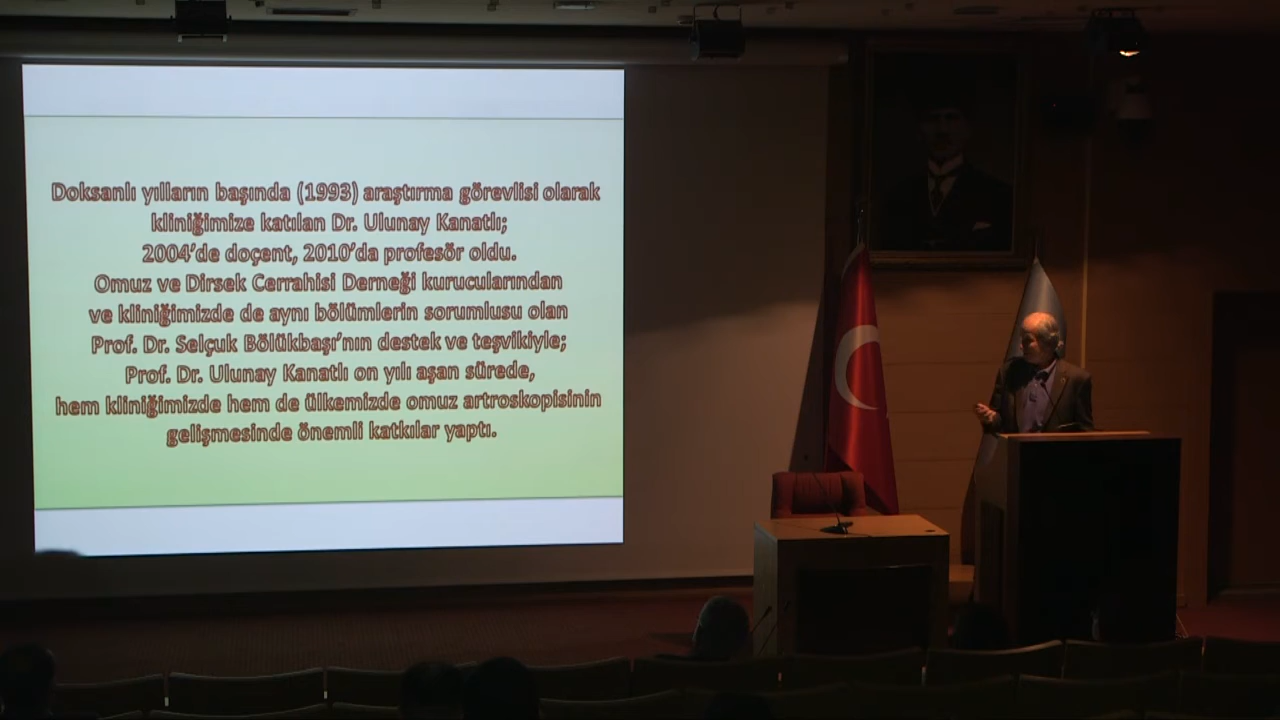 Doksanlı yılların başında (1993) araştırma görevlisi olarak
kliniğimize katılan Dr. Ulunay Kanatlı;
2004'de doçent, 2010'da profesör oldu.
Omuz ve Dirsek Cerrahisi Derneği kurucularından
ve kliniğimizde de aynı bölümlerin sorumlusu olan
Prof. Dr. Selçuk Bölükbaşı'nın destek ve teşvikiyle;
Prof. Dr. Ulunay Kanatlı on yılı aşan sürede,
hem kliniğimizde hem de ülkemizde omuz artroskopisinin
gelişmesinde önemli katkılar yaptı.